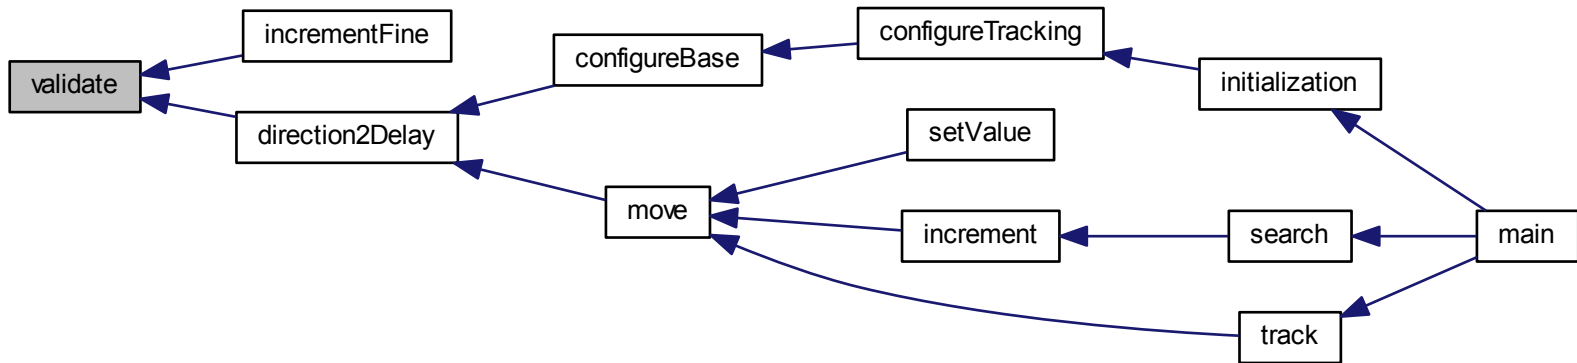 incrementFine
validate
direction2Delay
configureBase
configureTracking
initialization
setValue
move
increment
search
main
track